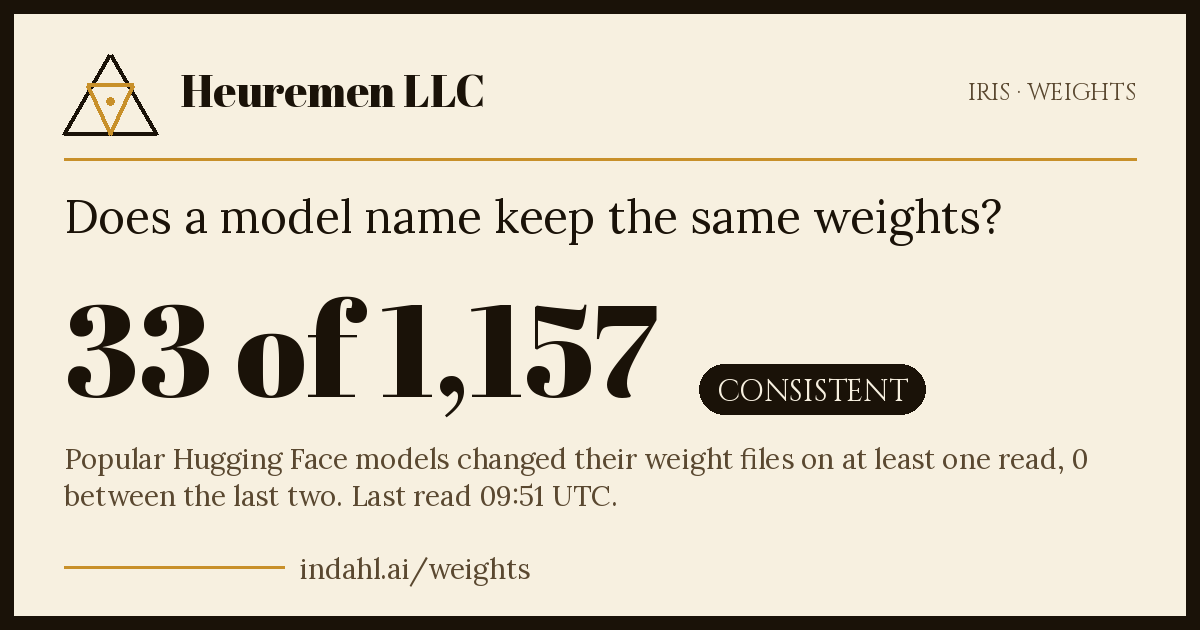 Heuremen LLC
IRIS · WEIGHTS
Does a model name keep the same weights?
33 of 1,157
CONSISTENT
Popular Hugging Face models changed their weight files on at least one read, 0
between the last two. Last read 09:51 UTC.
indahl.ai/weights